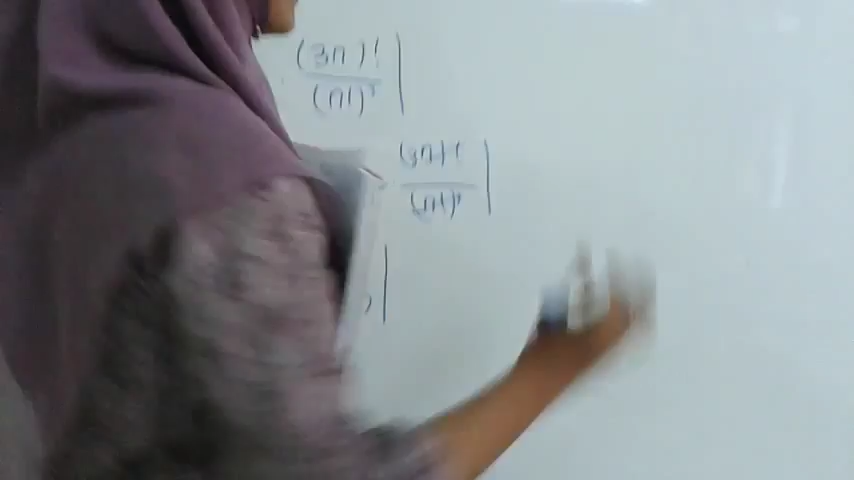 (3n)! |
(n!)³
(3n)! |
(n!)³
) |